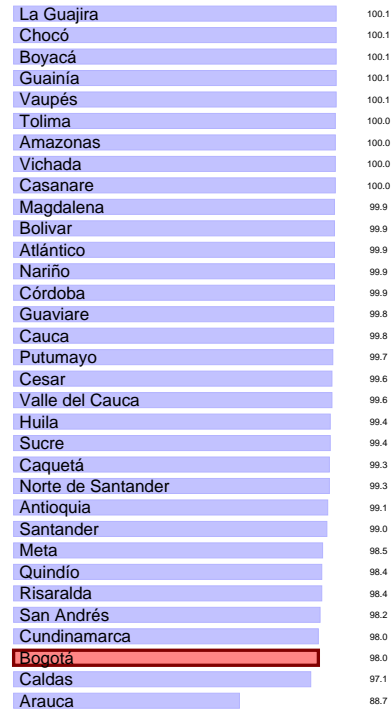 La Guajira 100.1
Chocó 100.1
Boyacá 100.1
Guainía 100.1
Vaupés 100.1
Tolima 100.0
Amazonas 100.0
Vichada 100.0
Casanare 100.0
Magdalena 99.9
Bolivar 99.9
Atlántico 99.9
Nariño 99.9
Córdoba 99.9
Guaviare 99.8
Cauca 99.8
Putumayo 99.7
Cesar 99.6
Valle del Cauca 99.6
Huila 99.4
Sucre 99.4
Caquetá 99.3
Norte de Santander 99.3
Antioquia 99.1
Santander 99.0
Meta 98.5
Quindío 98.4
Risaralda 98.4
San Andrés 98.2
Cundinamarca 98.0
Bogotá 98.0
Caldas 97.1
Arauca 88.7